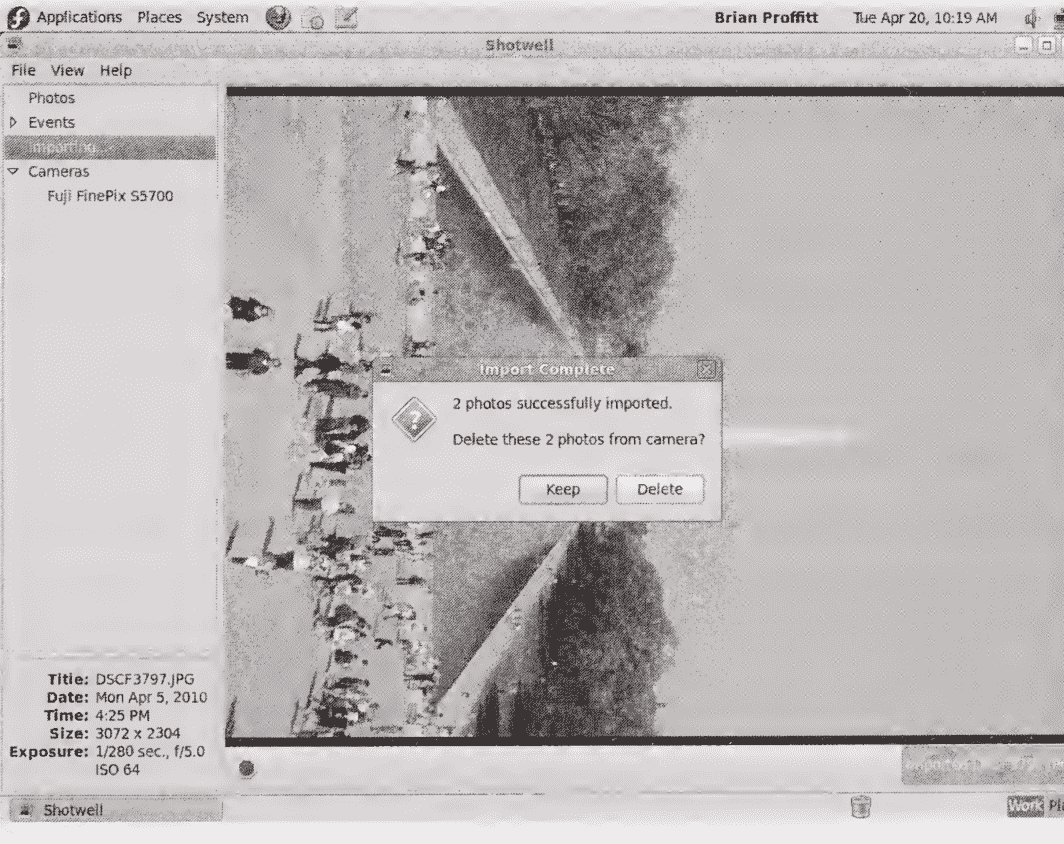 Applications Places System Brian Proffitt Tue Apr 20, 10:19 AM
Shotwell
File View Help
Photos
Events
Importing...
Cameras
Fuji FinePix S5700
Import Complete
2 photos successfully imported.
Delete these 2 photos from camera?
Keep Delete
Title: DSCF3797.JPG
Date: Mon Apr 5, 2010
Time: 4:25 PM
Size: 3072 x 2304
Exposure: 1/280 sec., f/5.0
ISO 64
Shotwell Work